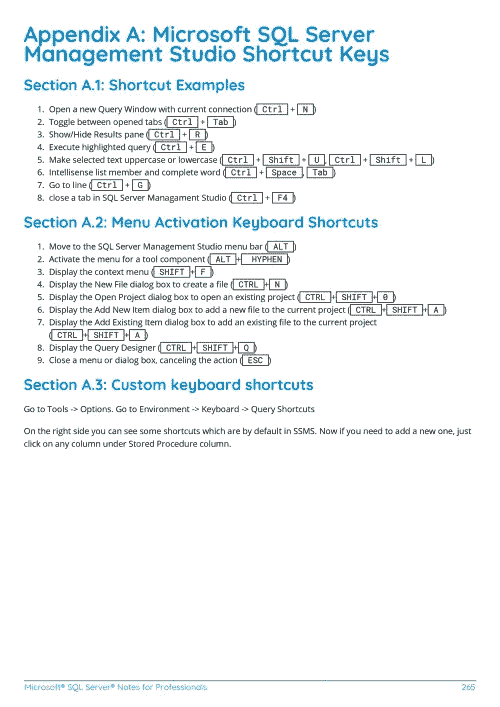 Appendix A: Microsoft SQL Server
Management Studio Shortcut Keys
Section A.1: Shortcut Examples
1. Open a new Query Window with current connection ( Ctrl + N )
2. Toggle between opened tabs ( Ctrl + Tab )
3. Show/Hide Results pane ( Ctrl + R )
4. Execute highlighted query ( Ctrl + E )
5. Make selected text uppercase or lowercase ( Ctrl + Shift + U , Ctrl + Shift + L )
6. Intellisense list member and complete word ( Ctrl + Space , Tab )
7. Go to line ( Ctrl + G )
8. close a tab in SQL Server Managament Studio ( Ctrl + F4 )
Section A.2: Menu Activation Keyboard Shortcuts
1. Move to the SQL Server Management Studio menu bar ( ALT )
2. Activate the menu for a tool component ( ALT + HYPHEN )
3. Display the context menu ( SHIFT + F )
4. Display the New File dialog box to create a file ( CTRL + N )
5. Display the Open Project dialog box to open an existing project ( CTRL + SHIFT + 0 )
6. Display the Add New Item dialog box to add a new file to the current project ( CTRL + SHIFT + A )
7. Display the Add Existing Item dialog box to add an existing file to the current project
( CTRL + SHIFT + A )
8. Display the Query Designer ( CTRL + SHIFT + Q )
9. Close a menu or dialog box, canceling the action ( ESC )
Section A.3: Custom keyboard shortcuts
Go to Tools -> Options. Go to Environment -> Keyboard -> Query Shortcuts
On the right side you can see some shortcuts which are by default in SSMS. Now if you need to add a new one, just
click on any column under Stored Procedure column.
Microsoft® SQL Server® Notes for Professionals
265